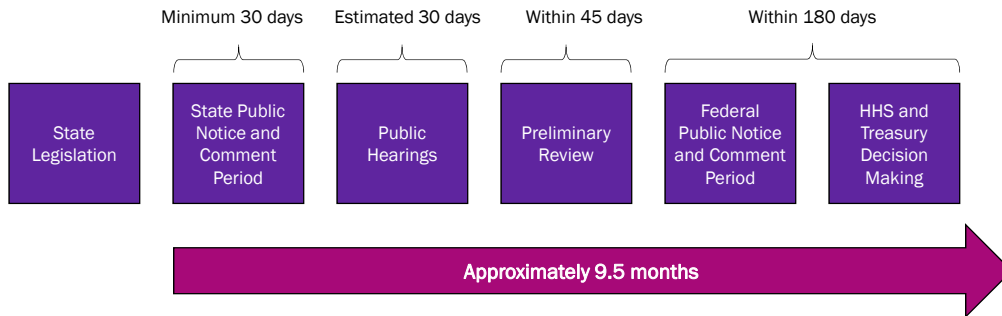 Minimum 30 days
Estimated 30 days
Within 45 days
Within 180 days
State
Legislation
State Public
Notice and
Comment
Period
Public
Hearings
Preliminary
Review
Federal
Public Notice
and Comment
Period
HHS and
Treasury
Decision
Making
Approximately 9.5 months